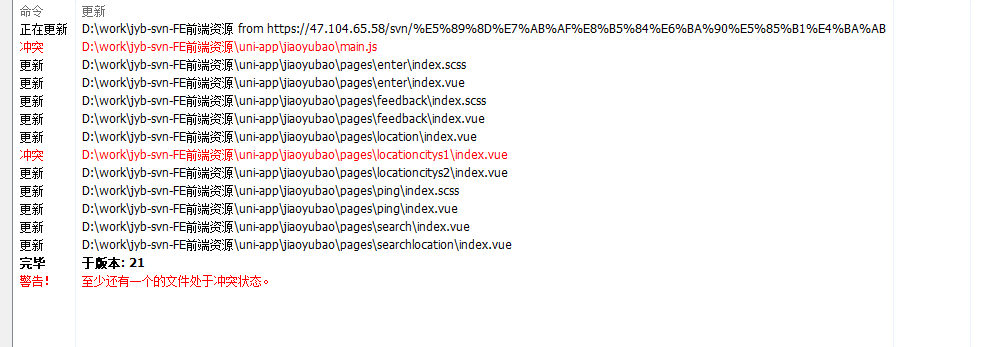 命令 更新
正在更新 D:\work\jyb-svn-FE前端资源 from https://47.104.65.58/svn/%E5%89%8D%E7%AB%AF%E8%B5%84%E6%BA%90%E5%85%B1%E4%BA%AB
冲突 D:\work\jyb-svn-FE前端资源\uni-app\jiaoyubao\main.js
更新 D:\work\jyb-svn-FE前端资源\uni-app\jiaoyubao\pages\enter\index.scss
更新 D:\work\jyb-svn-FE前端资源\uni-app\jiaoyubao\pages\enter\index.vue
更新 D:\work\jyb-svn-FE前端资源\uni-app\jiaoyubao\pages\feedback\index.scss
更新 D:\work\jyb-svn-FE前端资源\uni-app\jiaoyubao\pages\feedback\index.vue
更新 D:\work\jyb-svn-FE前端资源\uni-app\jiaoyubao\pages\location\index.vue
冲突 D:\work\jyb-svn-FE前端资源\uni-app\jiaoyubao\pages\locationcitys1\index.vue
更新 D:\work\jyb-svn-FE前端资源\uni-app\jiaoyubao\pages\locationcitys2\index.vue
更新 D:\work\jyb-svn-FE前端资源\uni-app\jiaoyubao\pages\ping\index.scss
更新 D:\work\jyb-svn-FE前端资源\uni-app\jiaoyubao\pages\ping\index.vue
更新 D:\work\jyb-svn-FE前端资源\uni-app\jiaoyubao\pages\search\index.vue
更新 D:\work\jyb-svn-FE前端资源\uni-app\jiaoyubao\pages\searchlocation\index.vue
完毕 于版本: 21
警告! 至少还有一个的文件处于冲突状态。